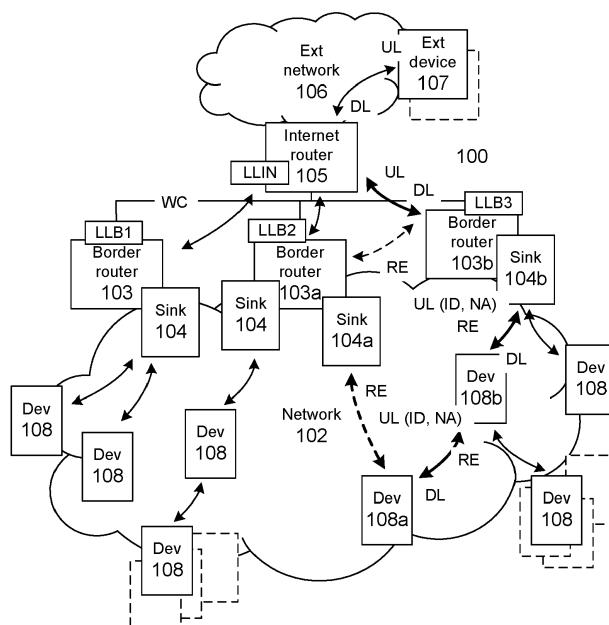 Ext
network
106
UL
Ext
device
107
DL
Internet
router
105
LLIN
100
UL
DL
WC
LLB1
LLB2
LLB3
Border
router
103
Border
router
103a
Border
router
103b
RE
Sink
104
Sink
104
Sink
104a
Sink
104b
UL (ID, NA)
RE
DL
Dev
108
Dev
108
Dev
108
RE
Network
102
Dev
108b
UL (ID, NA)
RE
Dev
108
Dev
108a
DL
Dev
108
Dev
108